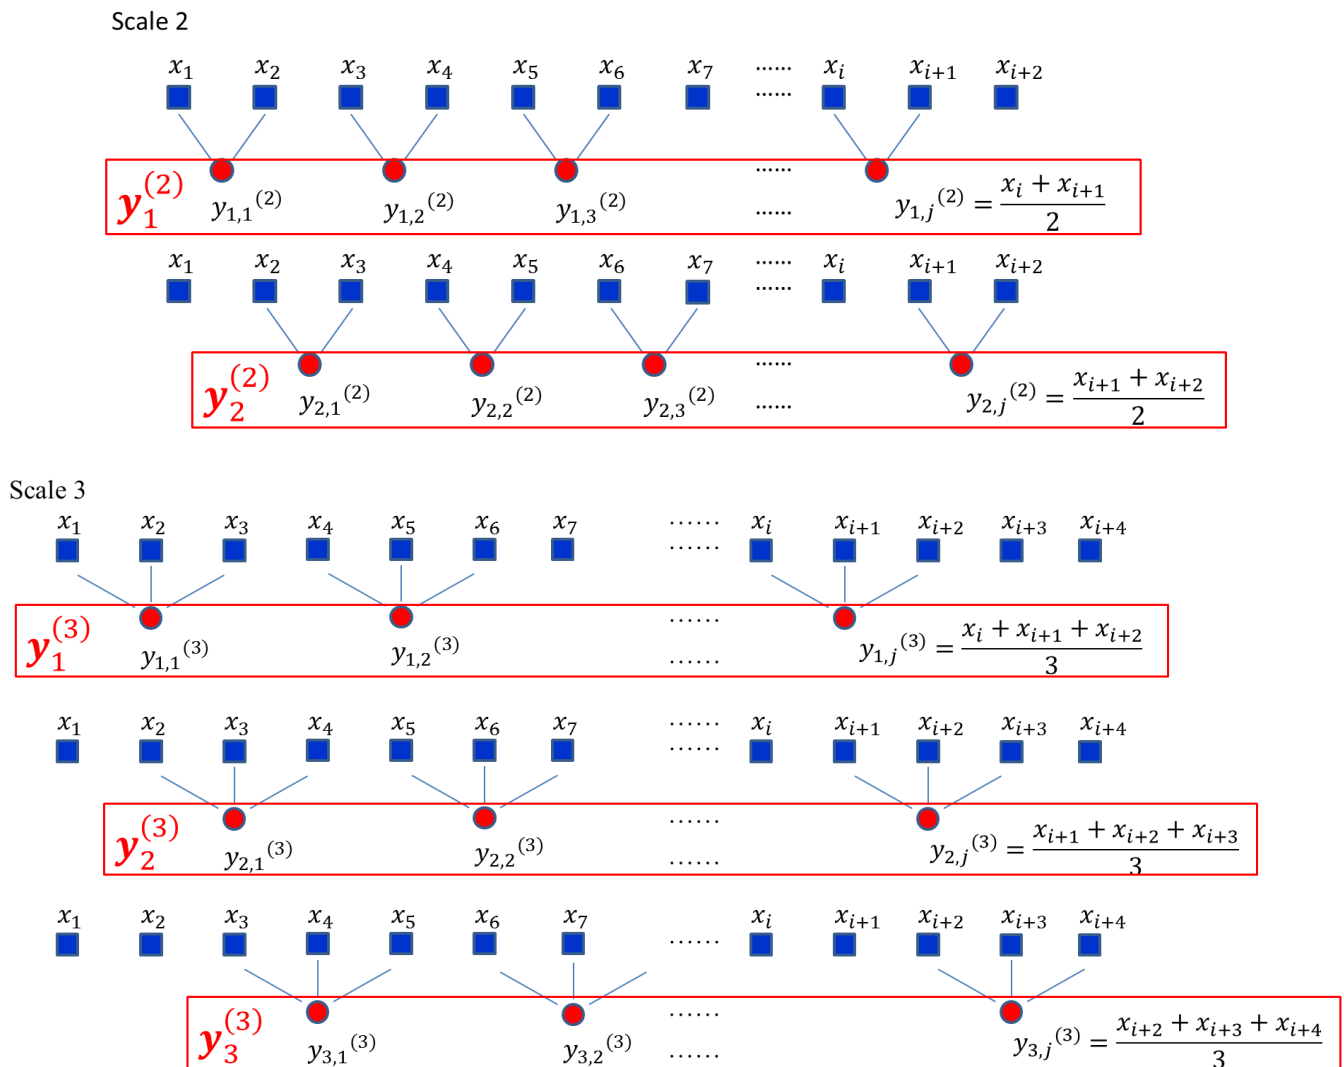 Scale 2
x₁ x₂ x₃ x₄ x₅ x₆ x₇ ...... xᵢ xᵢ₊₁ xᵢ₊₂
......
y₁⁽²⁾ ......
y₁,₁⁽²⁾ y₁,₂⁽²⁾ y₁,₃⁽²⁾ ...... y₁,ⱼ⁽²⁾ = (xᵢ + xᵢ₊₁)/2
x₁ x₂ x₃ x₄ x₅ x₆ x₇ ...... xᵢ xᵢ₊₁ xᵢ₊₂
......
y₂⁽²⁾ ......
y₂,₁⁽²⁾ y₂,₂⁽²⁾ y₂,₃⁽²⁾ ...... y₂,ⱼ⁽²⁾ = (xᵢ₊₁ + xᵢ₊₂)/2
Scale 3
x₁ x₂ x₃ x₄ x₅ x₆ x₇ ...... xᵢ xᵢ₊₁ xᵢ₊₂ xᵢ₊₃ xᵢ₊₄
......
y₁⁽³⁾ ......
y₁,₁⁽³⁾ y₁,₂⁽³⁾ ...... y₁,ⱼ⁽³⁾ = (xᵢ + xᵢ₊₁ + xᵢ₊₂)/3
x₁ x₂ x₃ x₄ x₅ x₆ x₇ ...... xᵢ xᵢ₊₁ xᵢ₊₂ xᵢ₊₃ xᵢ₊₄
......
y₂⁽³⁾ ......
y₂,₁⁽³⁾ y₂,₂⁽³⁾ ...... y₂,ⱼ⁽³⁾ = (xᵢ₊₁ + xᵢ₊₂ + xᵢ₊₃)/3
x₁ x₂ x₃ x₄ x₅ x₆ x₇ xᵢ xᵢ₊₁ xᵢ₊₂ xᵢ₊₃ xᵢ₊₄
......
y₃⁽³⁾ ......
y₃,₁⁽³⁾ y₃,₂⁽³⁾ ...... y₃,ⱼ⁽³⁾ = (xᵢ₊₂ + xᵢ₊₃ + xᵢ₊₄)/3